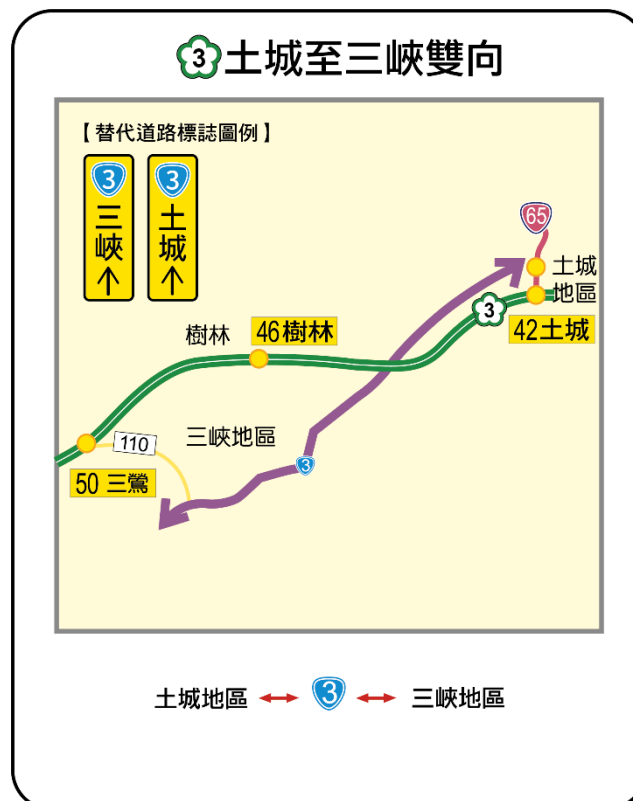 3土城至三峽雙向
【替代道路標誌圖例】
3
三峽
↑
3
土城
↑
65
土城
地區
3
42土城
樹林
46樹林
三峽地區
110
50 三鶯
3
土城地區 ↔ 3 ↔ 三峽地區